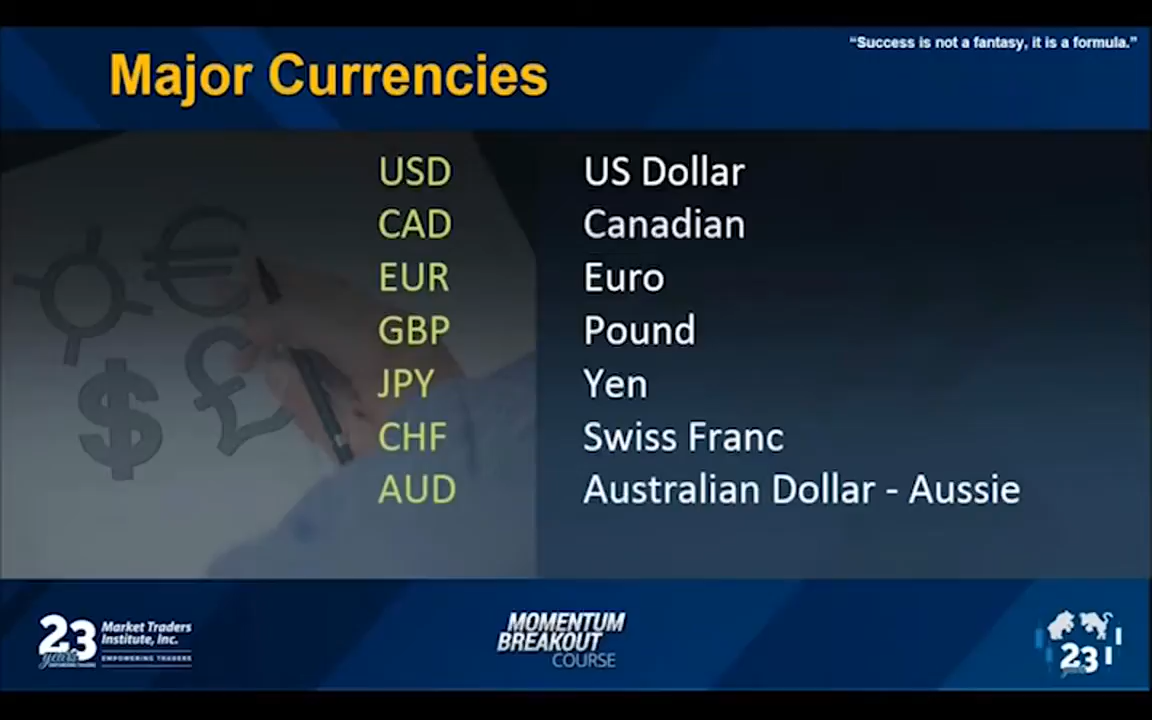 “Success is not a fantasy, it is a formula.”
Major Currencies
USD US Dollar
CAD Canadian
EUR Euro
GBP Pound
JPY Yen
CHF Swiss Franc
AUD Australian Dollar - Aussie
23 Market Traders
Institute, Inc.
years EMPOWERING TRADERS
MOMENTUM
BREAKOUT
COURSE
23
years